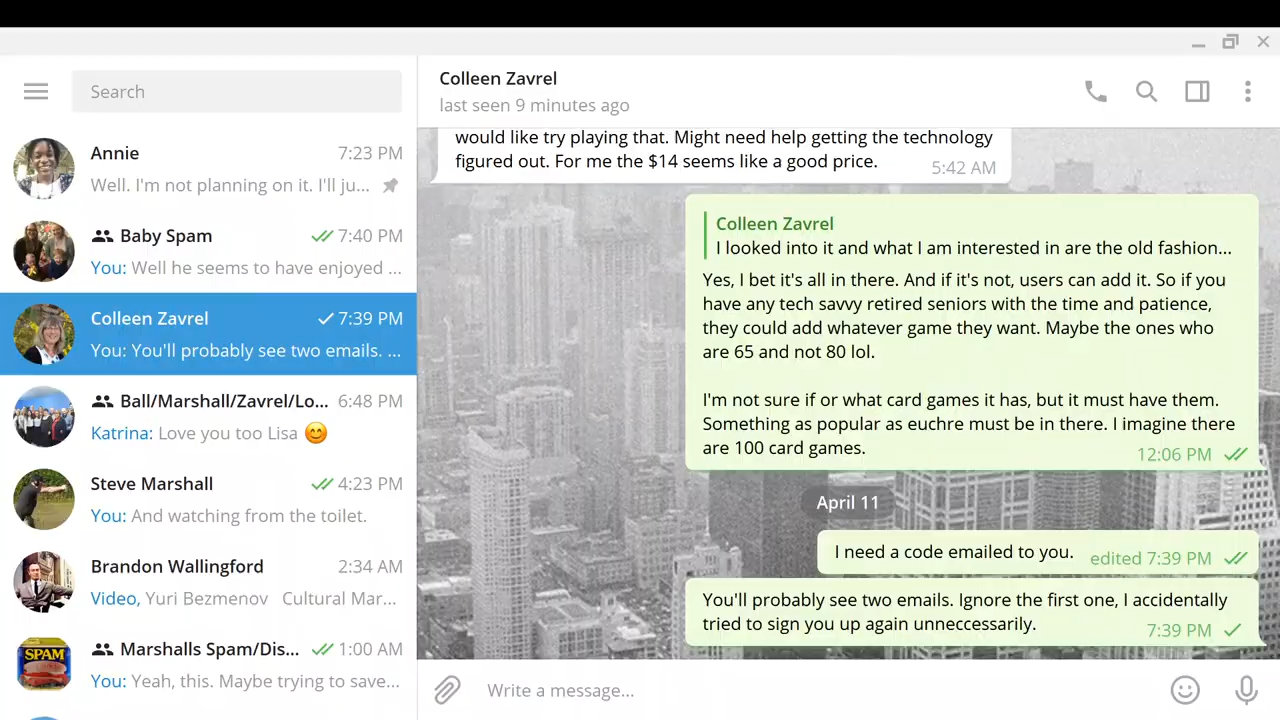 Search
Annie 7:23 PM
Well. I'm not planning on it. I'll ju...
Baby Spam 7:40 PM
You: Well he seems to have enjoyed ...
Colleen Zavrel 7:39 PM
You: You'll probably see two emails. ...
Ball/Marshall/Zavrel/Lo... 6:48 PM
Katrina: Love you too Lisa 😊
Steve Marshall 4:23 PM
You: And watching from the toilet.
Brandon Wallingford 2:34 AM
Video, Yuri Bezmenov Cultural Mar...
Marshalls Spam/Dis... 1:00 AM
You: Yeah, this. Maybe trying to save...
SPAM
Colleen Zavrel
last seen 9 minutes ago
would like try playing that. Might need help getting the technology
figured out. For me the $14 seems like a good price. 5:42 AM
Colleen Zavrel
I looked into it and what I am interested in are the old fashion...
Yes, I bet it's all in there. And if it's not, users can add it. So if you
have any tech savvy retired seniors with the time and patience,
they could add whatever game they want. Maybe the ones who
are 65 and not 80 lol.
I'm not sure if or what card games it has, but it must have them.
Something as popular as euchre must be in there. I imagine there
are 100 card games. 12:06 PM
April 11
I need a code emailed to you. edited 7:39 PM
You'll probably see two emails. Ignore the first one, I accidentally
tried to sign you up again unneccessarily. 7:39 PM
Write a message...